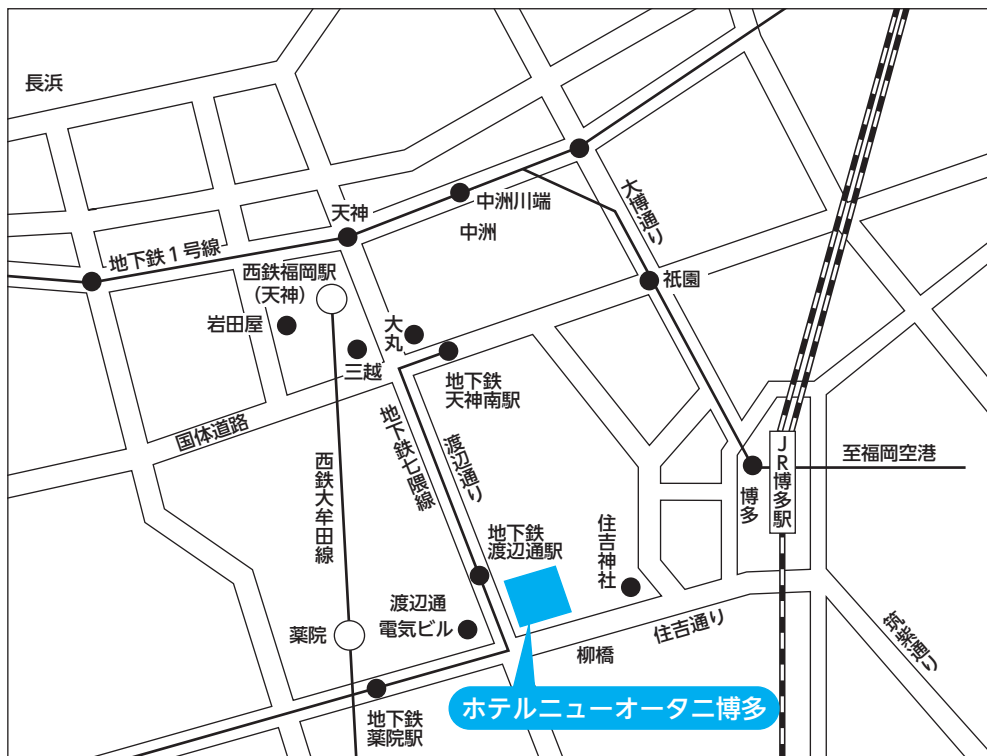 長浜
大博通り
中洲川端
中洲
天神
地下鉄1号線
西鉄福岡駅
(天神)
祇園
岩田屋
大丸
三越
地下鉄
天神南駅
国体道路
地下鉄七隈線
渡辺通り
西鉄大牟田線
至福岡空港
JR博多駅
博多
地下鉄
渡辺通駅
住吉神社
渡辺通
電気ビル
薬院
住吉通り
筑紫通り
柳橋
ホテルニューオータニ博多
地下鉄
薬院駅